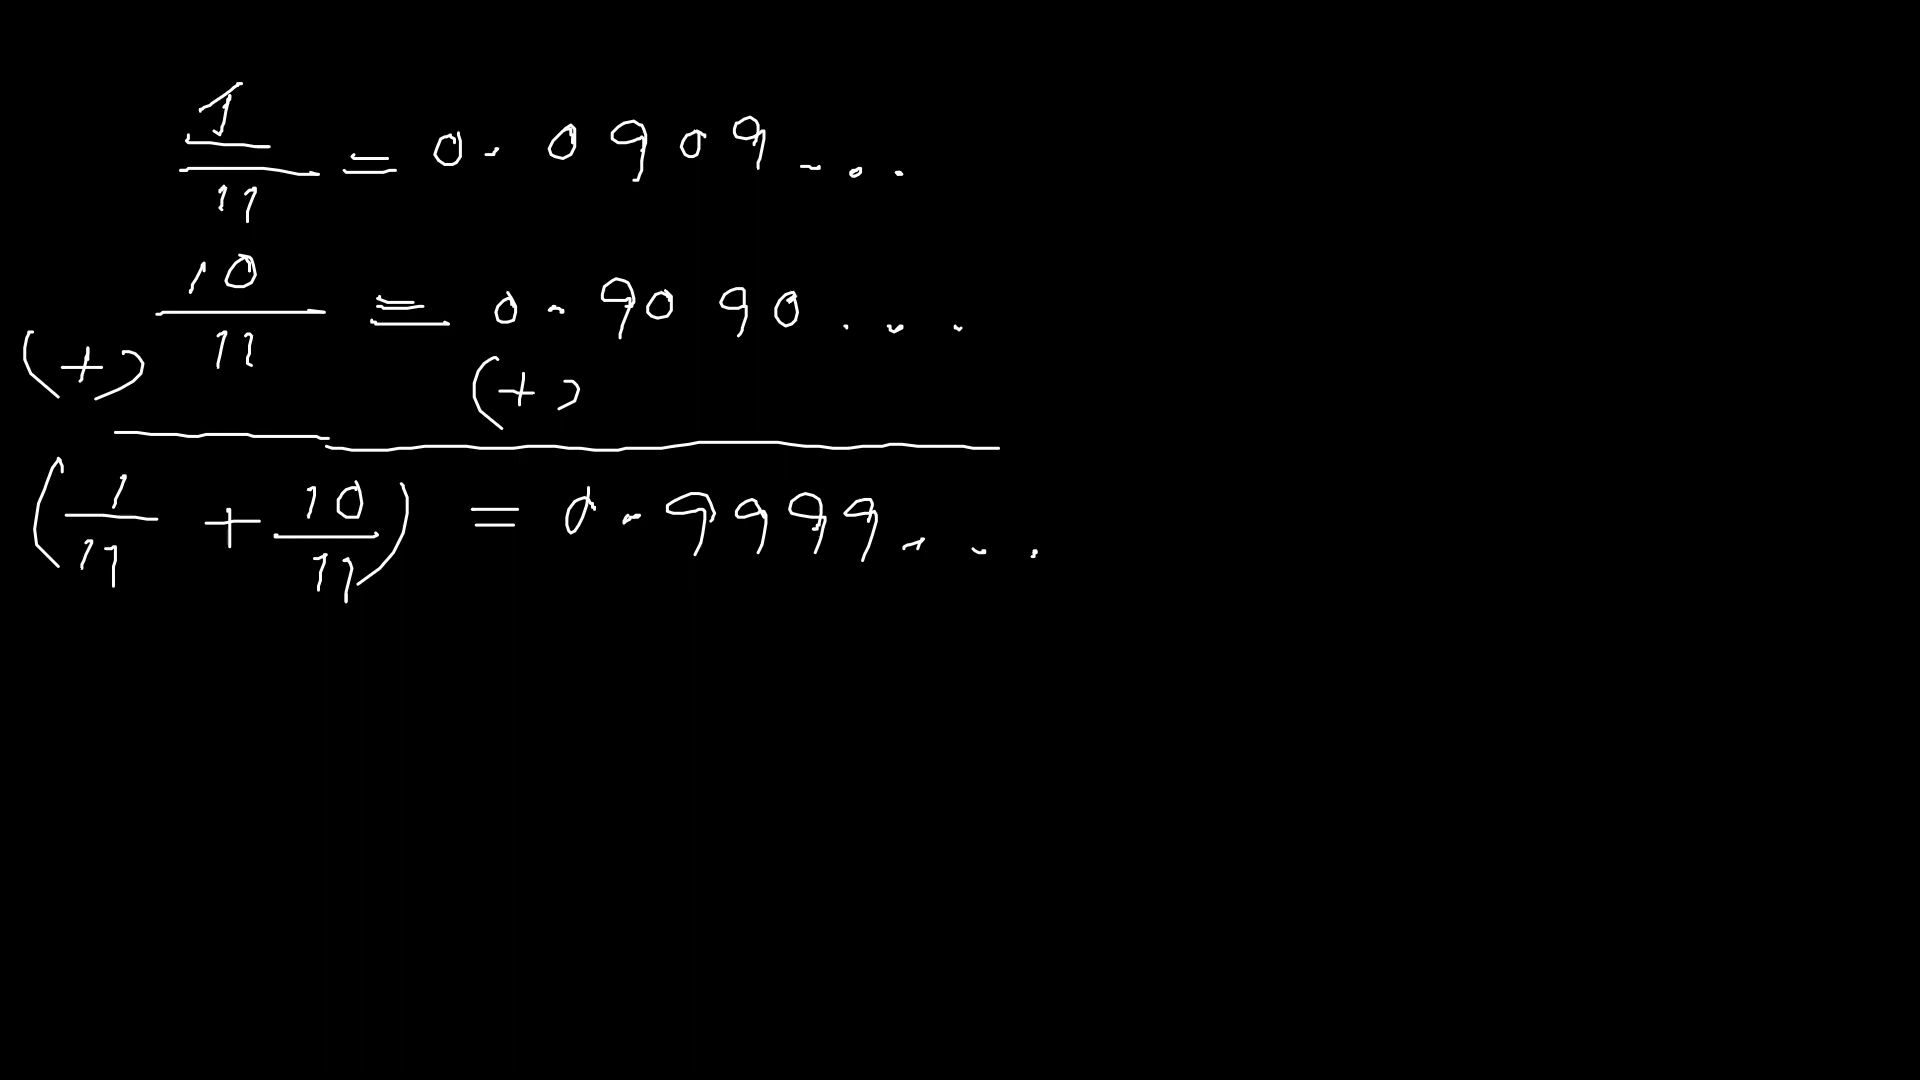 1/11 = 0.0909...
10/11 = 0.9090...
(+) (+)
(1/11 + 10/11) = 0.9999....